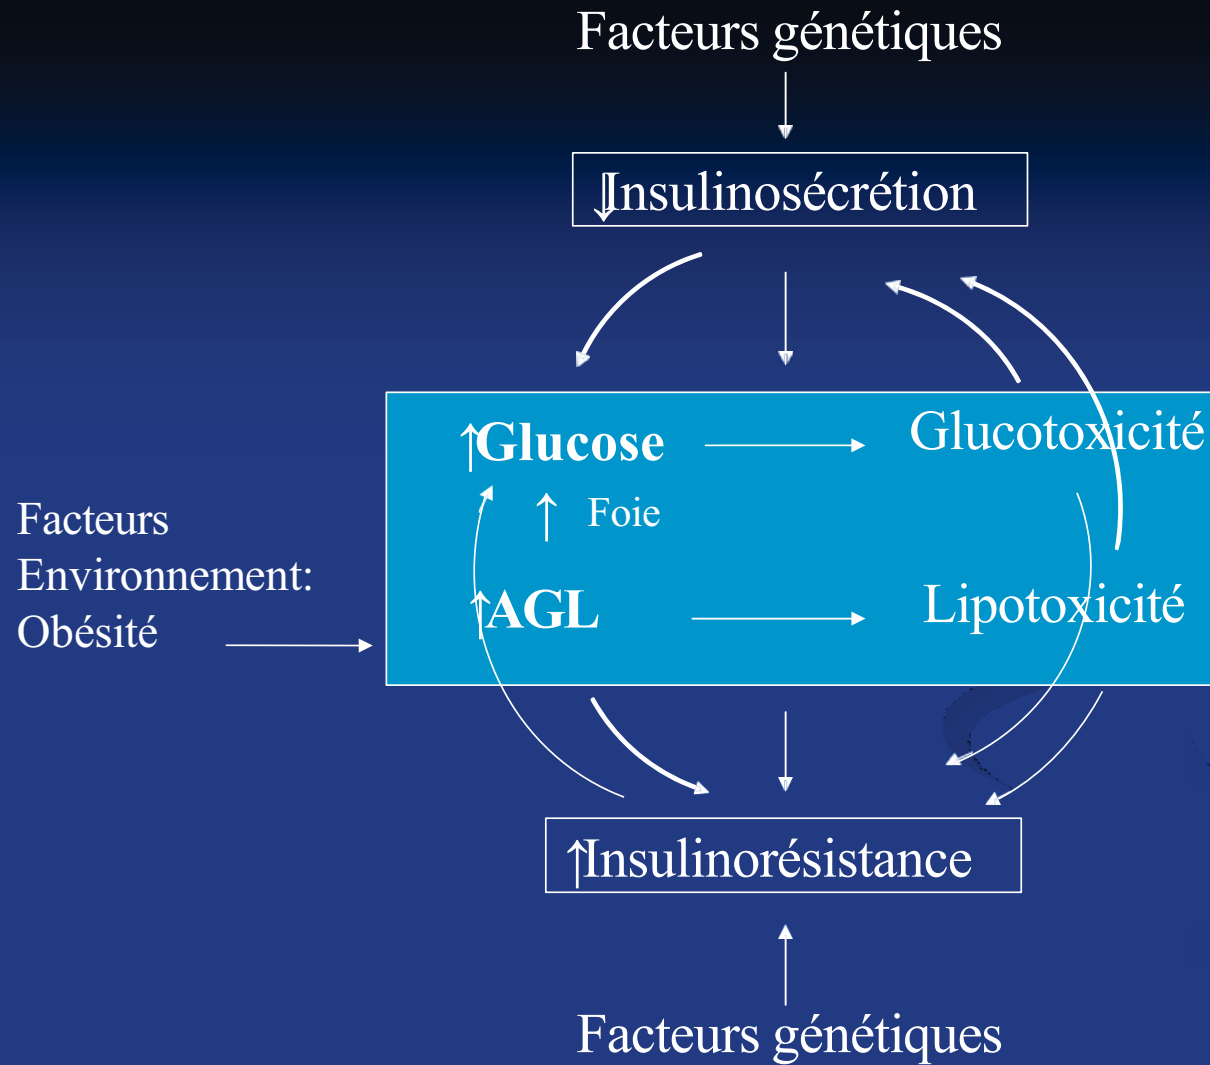 Facteurs génétiques
↓Insulinosécrétion
↑Glucose
Glucotoxicité
↑ Foie
Facteurs
Environnement:
Obésité
↑AGL
Lipotoxicité
↑Insulinorésistance
Facteurs génétiques